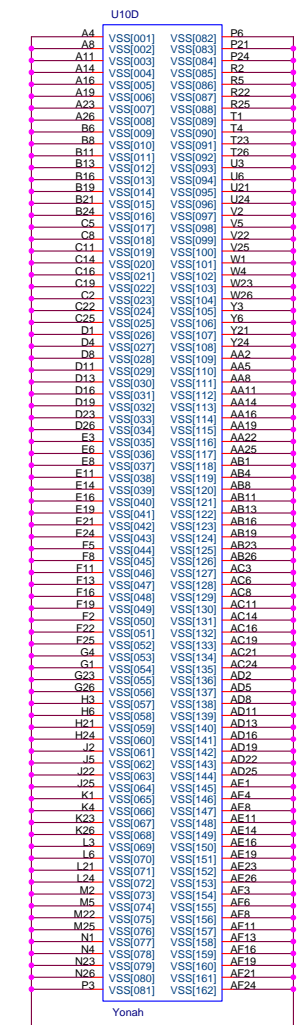 U10D
A4 VSS[001] VSS[082] P6
A8 VSS[002] VSS[083] P21
A11 VSS[003] VSS[084] P24
A14 VSS[004] VSS[085] R2
A16 VSS[005] VSS[086] R5
A19 VSS[006] VSS[087] R22
A23 VSS[007] VSS[088] R25
A26 VSS[008] VSS[089] T1
B6 VSS[009] VSS[090] T4
B8 VSS[010] VSS[091] T23
B11 VSS[011] VSS[092] T26
B13 VSS[012] VSS[093] U3
B16 VSS[013] VSS[094] U6
B19 VSS[014] VSS[095] U21
B21 VSS[015] VSS[096] U24
B24 VSS[016] VSS[097] V2
C5 VSS[017] VSS[098] V5
C8 VSS[018] VSS[099] V22
C11 VSS[019] VSS[100] V25
C14 VSS[020] VSS[101] W1
C16 VSS[021] VSS[102] W4
C19 VSS[022] VSS[103] W23
C2 VSS[023] VSS[104] W26
C22 VSS[024] VSS[105] Y3
C25 VSS[025] VSS[106] Y6
D1 VSS[026] VSS[107] Y21
D4 VSS[027] VSS[108] Y24
D8 VSS[028] VSS[109] AA2
D11 VSS[029] VSS[110] AA5
D13 VSS[030] VSS[111] AA8
D16 VSS[031] VSS[112] AA11
D19 VSS[032] VSS[113] AA14
D23 VSS[033] VSS[114] AA16
D26 VSS[034] VSS[115] AA19
E3 VSS[035] VSS[116] AA22
E6 VSS[036] VSS[117] AA25
E8 VSS[037] VSS[118] AB1
E11 VSS[038] VSS[119] AB4
E14 VSS[039] VSS[120] AB8
E16 VSS[040] VSS[121] AB11
E19 VSS[041] VSS[122] AB13
E21 VSS[042] VSS[123] AB16
E24 VSS[043] VSS[124] AB19
F5 VSS[044] VSS[125] AB23
F8 VSS[045] VSS[126] AB26
F11 VSS[046] VSS[127] AC3
F13 VSS[047] VSS[128] AC6
F16 VSS[048] VSS[129] AC8
F19 VSS[049] VSS[130] AC11
F2 VSS[050] VSS[131] AC14
F22 VSS[051] VSS[132] AC16
F25 VSS[052] VSS[133] AC19
G4 VSS[053] VSS[134] AC21
G1 VSS[054] VSS[135] AC24
G23 VSS[055] VSS[136] AD2
G26 VSS[056] VSS[137] AD5
H3 VSS[057] VSS[138] AD8
H6 VSS[058] VSS[139] AD11
H21 VSS[059] VSS[140] AD13
H24 VSS[060] VSS[141] AD16
J2 VSS[061] VSS[142] AD19
J5 VSS[062] VSS[143] AD22
J22 VSS[063] VSS[144] AD25
J25 VSS[064] VSS[145] AE1
K1 VSS[065] VSS[146] AE4
K4 VSS[066] VSS[147] AE8
K23 VSS[067] VSS[148] AE11
K26 VSS[068] VSS[149] AE14
L3 VSS[069] VSS[150] AE16
L6 VSS[070] VSS[151] AE19
L21 VSS[071] VSS[152] AE23
L24 VSS[072] VSS[153] AE26
M2 VSS[073] VSS[154] AF3
M5 VSS[074] VSS[155] AF6
M22 VSS[075] VSS[156] AF8
M25 VSS[076] VSS[157] AF11
N1 VSS[077] VSS[158] AF13
N4 VSS[078] VSS[159] AF16
N23 VSS[079] VSS[160] AF19
N26 VSS[080] VSS[161] AF21
P3 VSS[081] VSS[162] AF24
Yonah